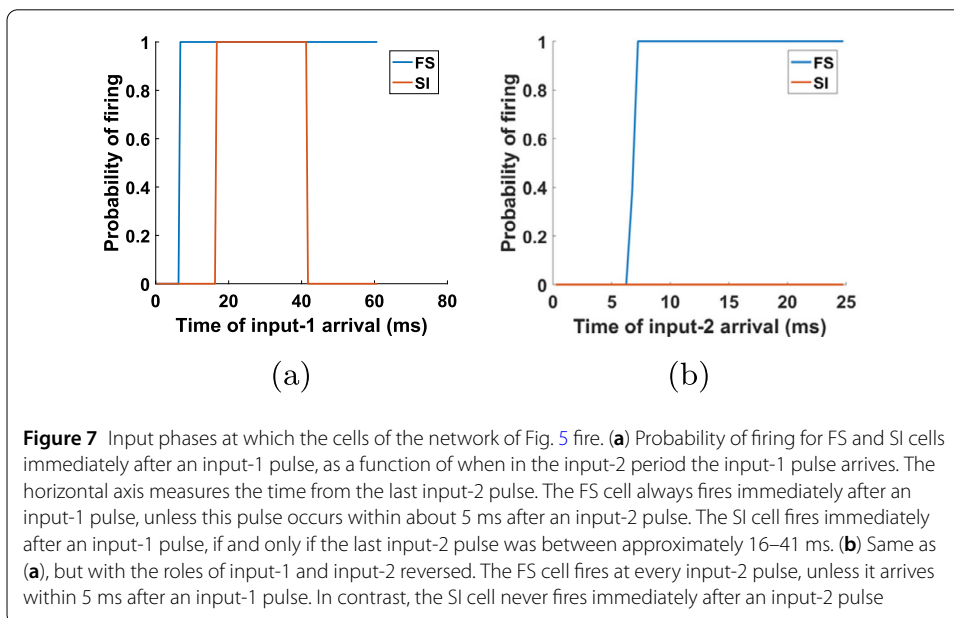 1
0.8
0.6
0.4
0.2
0
Probability of firing
FS
SI
0 20 40 60 80
Time of input-1 arrival (ms)
(a)
1
0.8
0.6
0.4
0.2
0
Probability of firing
FS
SI
0 5 10 15 20 25
Time of input-2 arrival (ms)
(b)
Figure 7 Input phases at which the cells of the network of Fig. 5 fire. (a) Probability of firing for FS and SI cells
immediately after an input-1 pulse, as a function of when in the input-2 period the input-1 pulse arrives. The
horizontal axis measures the time from the last input-2 pulse. The FS cell always fires immediately after an
input-1 pulse, unless this pulse occurs within about 5 ms after an input-2 pulse. The SI cell fires immediately
after an input-1 pulse, if and only if the last input-2 pulse was between approximately 16–41 ms. (b) Same as
(a), but with the roles of input-1 and input-2 reversed. The FS cell fires at every input-2 pulse, unless it arrives
within 5 ms after an input-1 pulse. In contrast, the SI cell never fires immediately after an input-2 pulse